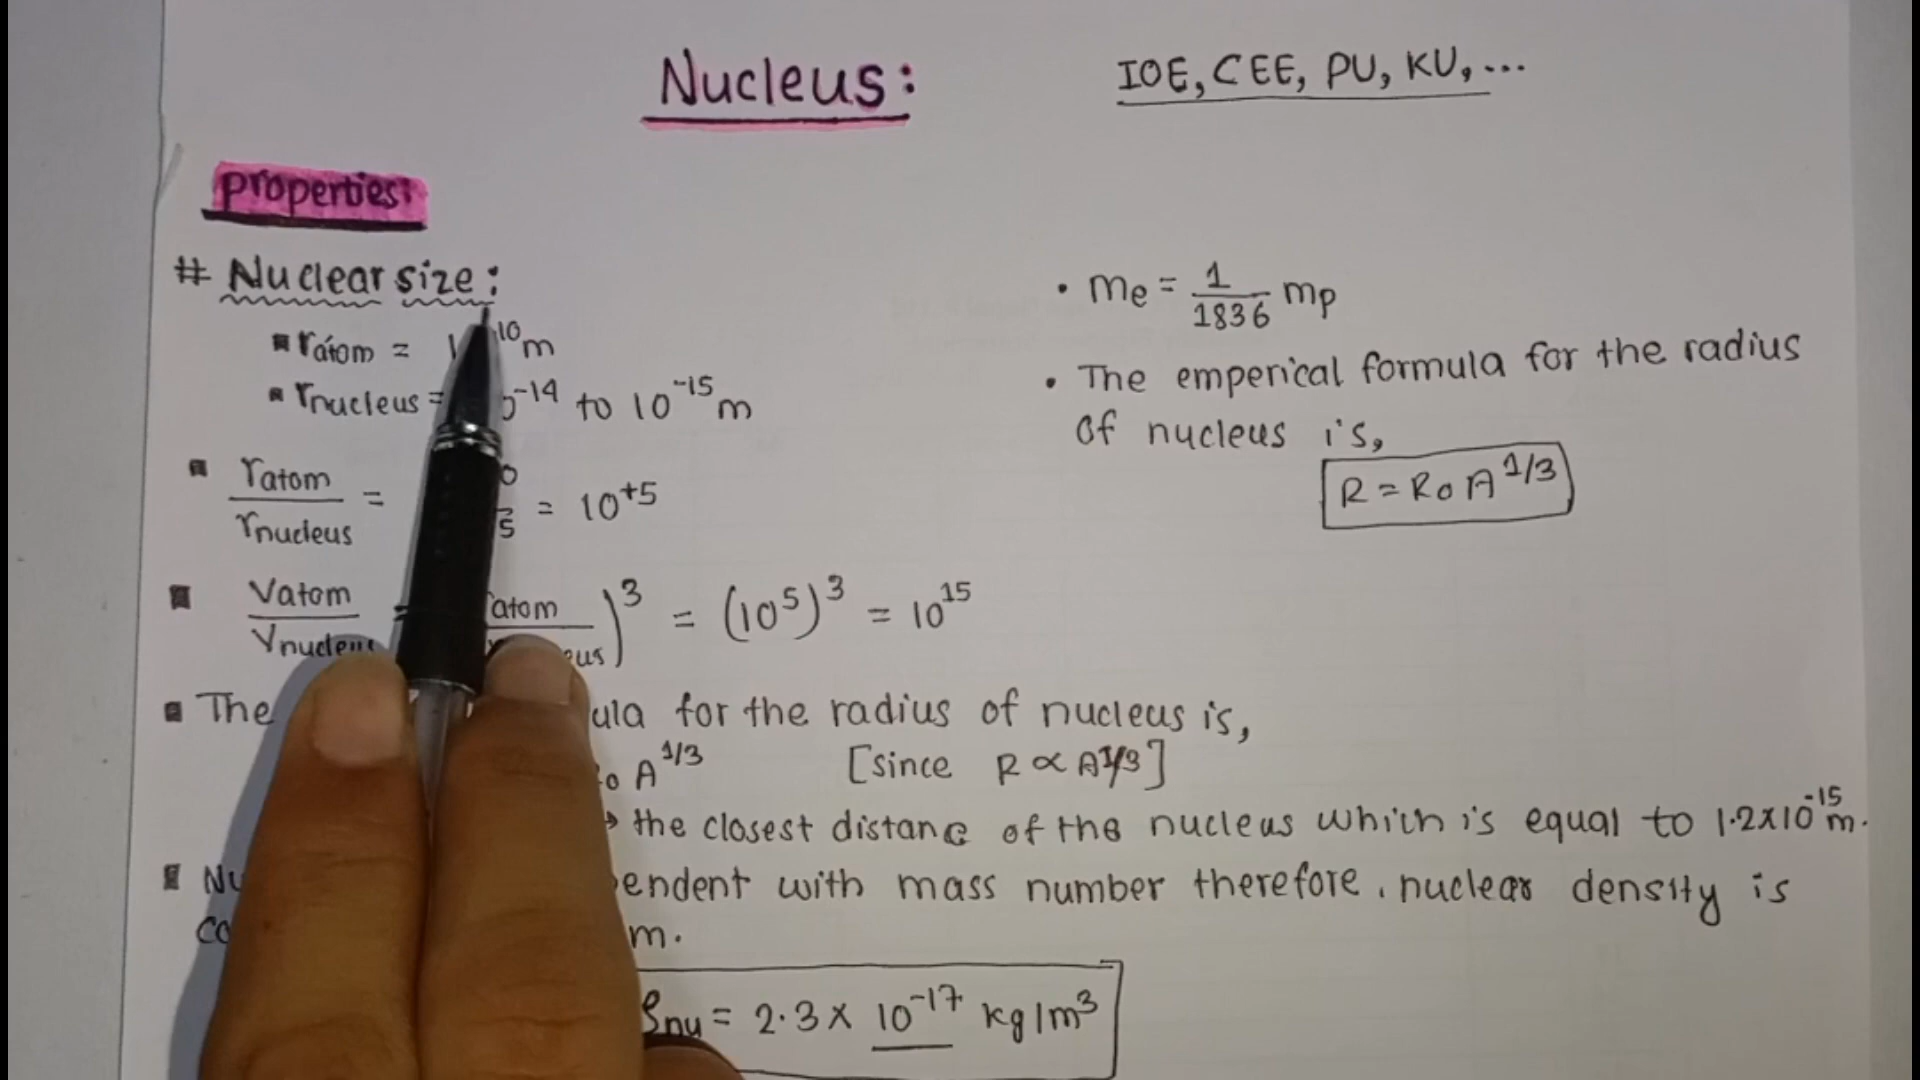 Nucleus:
IOE, CEE, PU, KU, ...
properties:
# Nuclear size:
ratom = 10 m
rnucleus = -14 to 10^-15 m
ratom / rnucleus = = 10^+5
Vatom / Vnucleus = (ratom )^3 = (10^5)^3 = 10^15
The for the radius of nucleus is,
A^1/3 [since R ∝ A^1/3]
→ the closest distance of the nucleus which is equal to 1.2x10^-15 m.
with mass number therefore, nuclear density is
ρnu = 2.3 x 10^-17 kg/m^3
• me = 1/1836 mp
• The emperical formula for the radius
of nucleus is,
R = Ro A^1/3